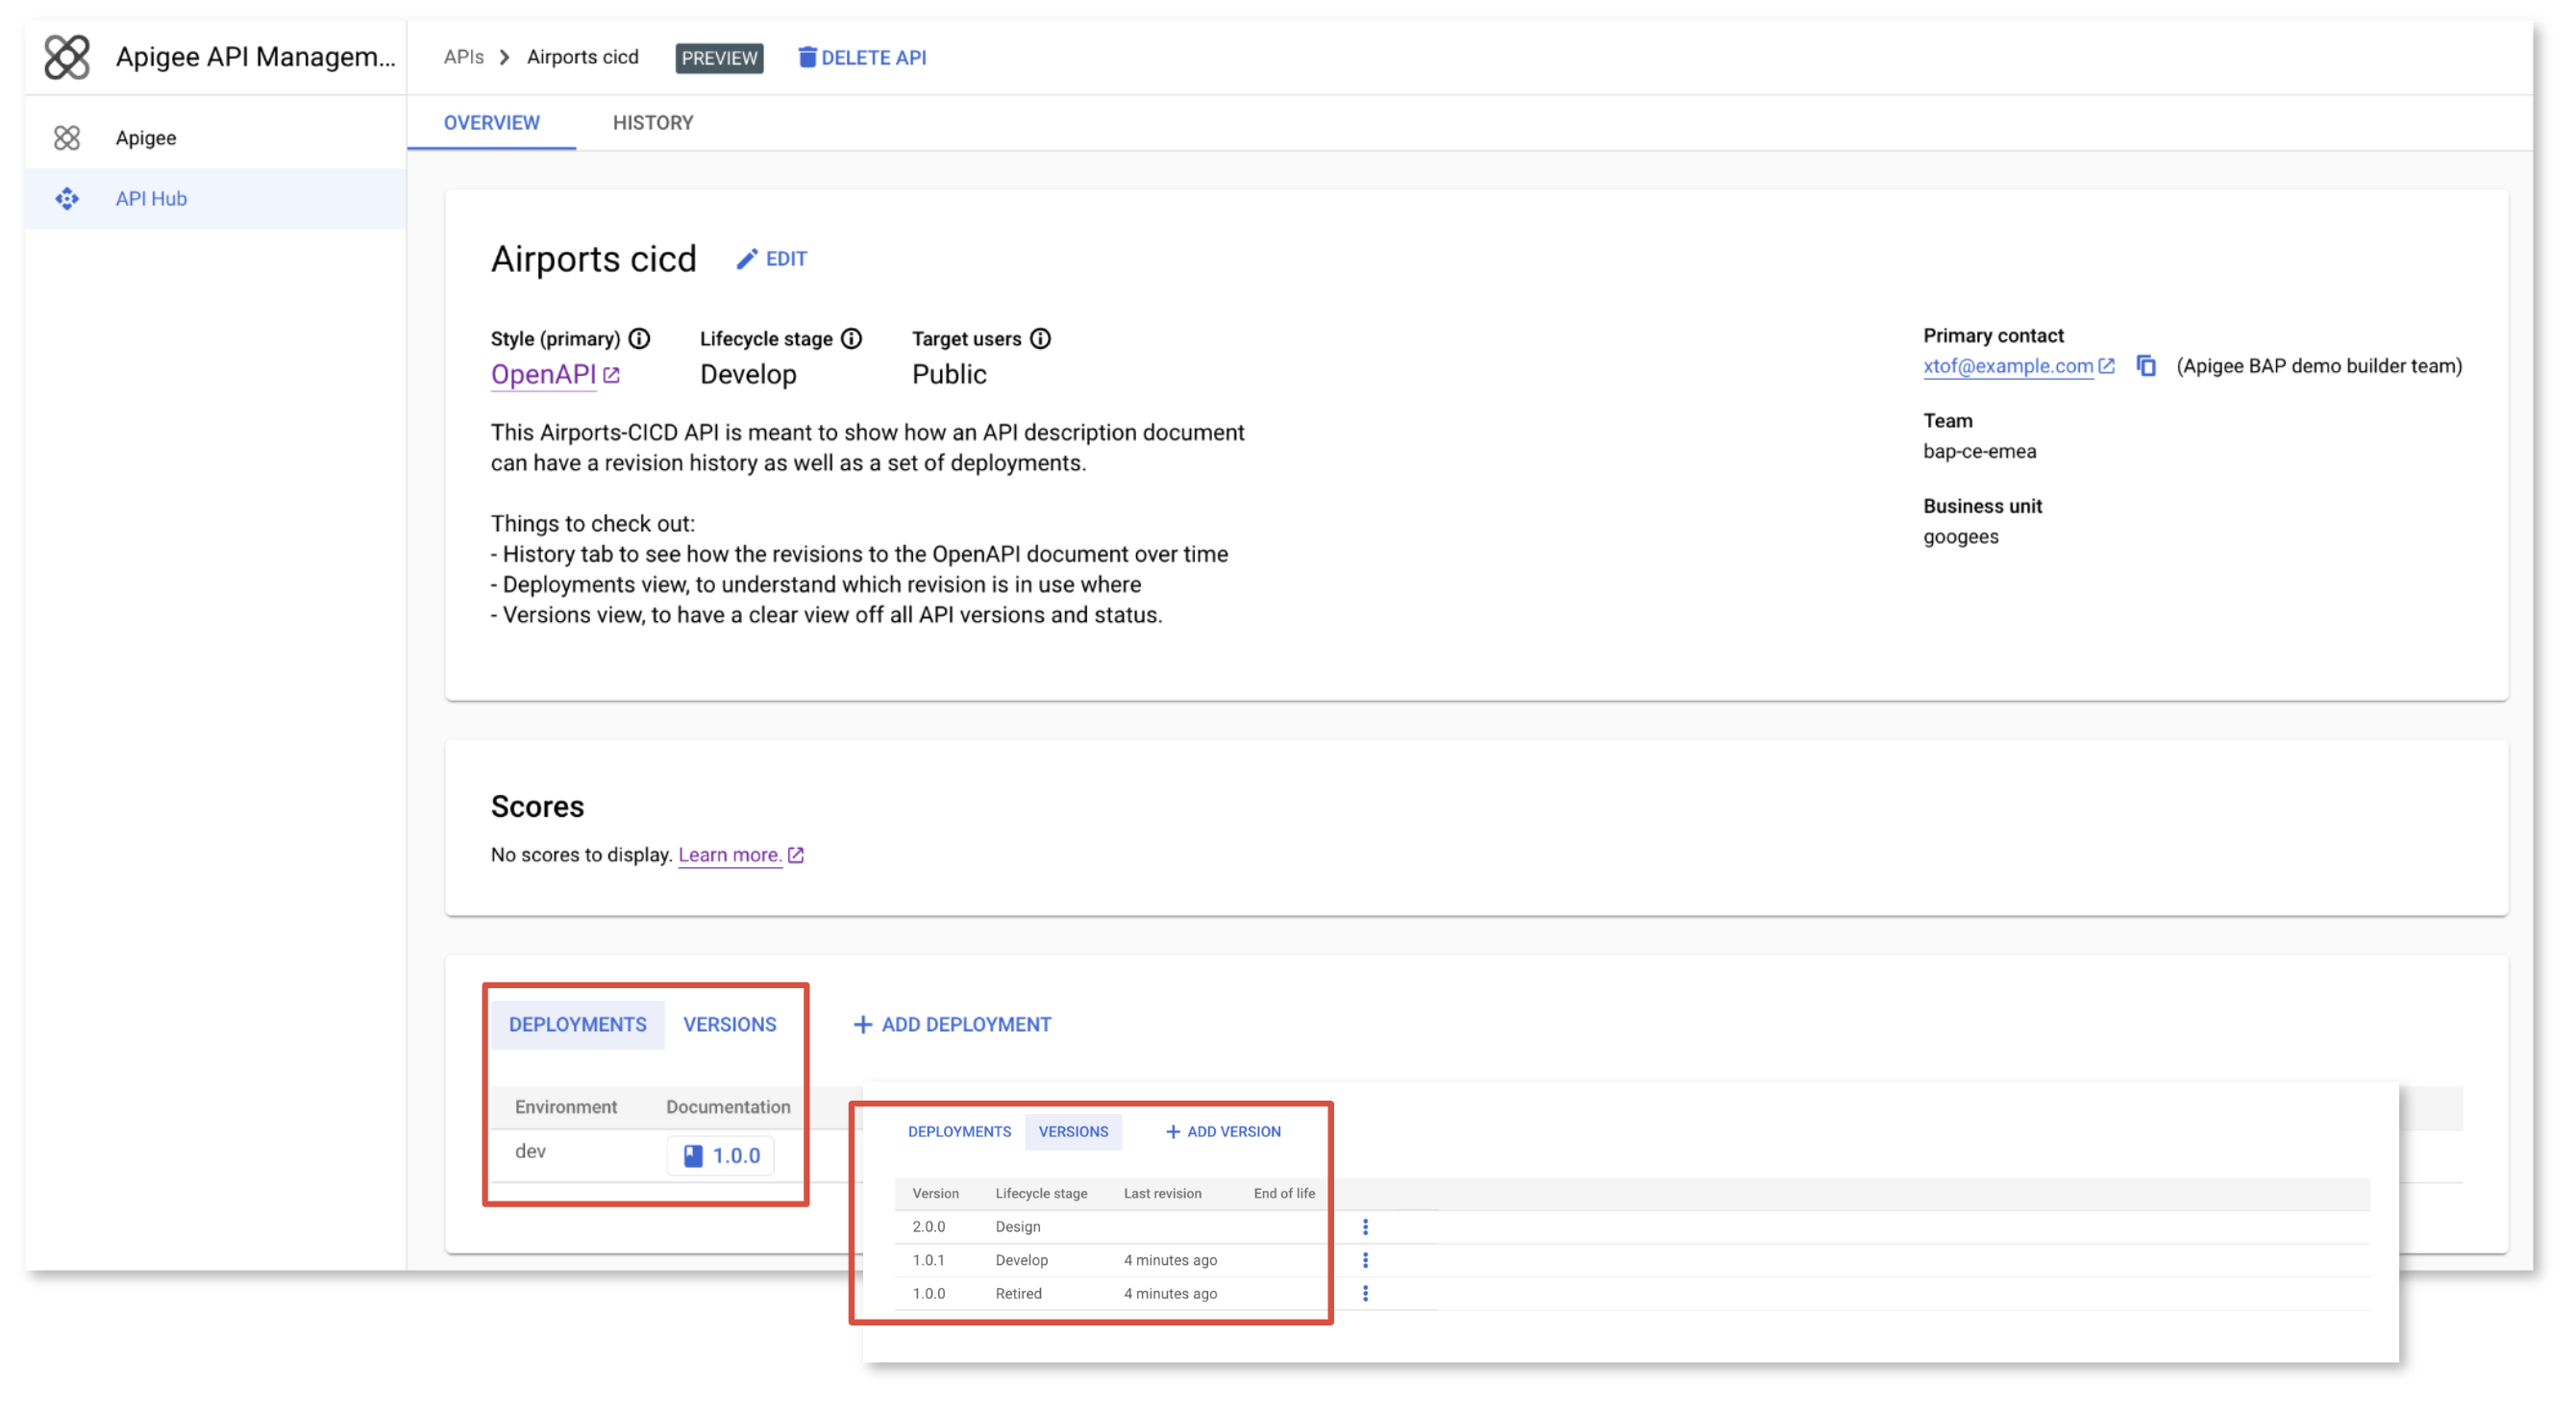 Apigee API Managem...
APIs > Airports cicd PREVIEW DELETE API
Apigee
API Hub
OVERVIEW HISTORY
Airports cicd EDIT
Style (primary) Lifecycle stage Target users
OpenAPI Develop Public
This Airports-CICD API is meant to show how an API description document
can have a revision history as well as a set of deployments.
Things to check out:
- History tab to see how the revisions to the OpenAPI document over time
- Deployments view, to understand which revision is in use where
- Versions view, to have a clear view off all API versions and status.
Primary contact
xtof@example.com (Apigee BAP demo builder team)
Team
bap-ce-emea
Business unit
googees
Scores
No scores to display. Learn more.
DEPLOYMENTS VERSIONS + ADD DEPLOYMENT
Environment Documentation
dev 1.0.0
DEPLOYMENTS VERSIONS + ADD VERSION
Version Lifecycle stage Last revision End of life
2.0.0 Design
1.0.1 Develop 4 minutes ago
1.0.0 Retired 4 minutes ago